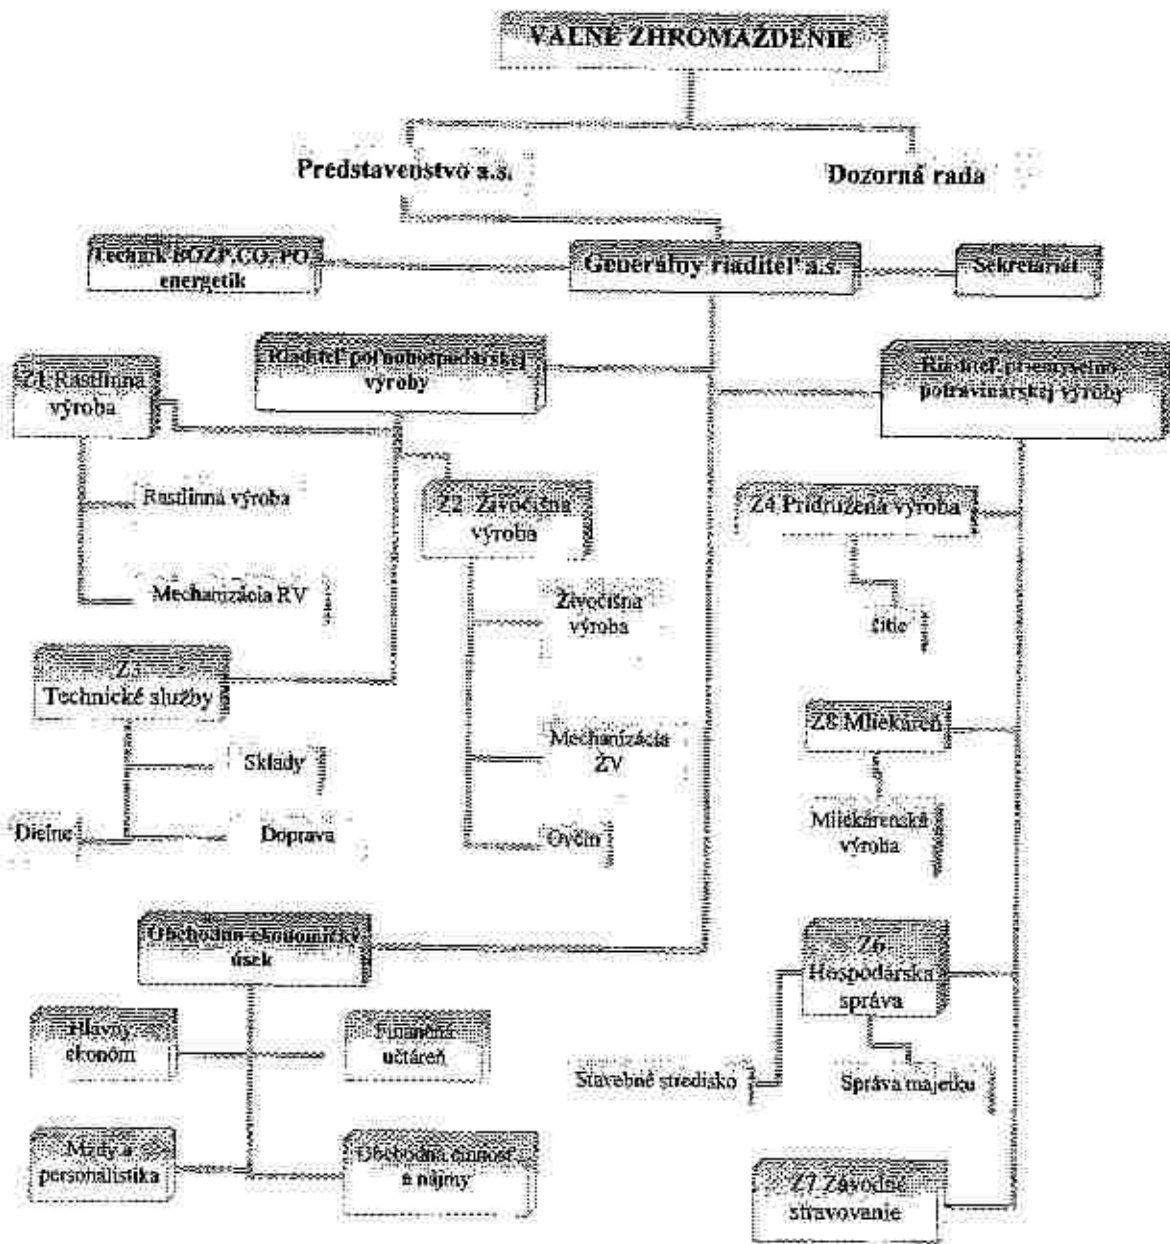 VALNÉ ZHROMAŽDENIE
Predstavenstvo a.s.
Dozorná rada
Technik BOZP,CO, PO,
energetik
Generálny riaditeľ a.s.
Sekretariát
Z1 Rastlinná
výroba
Riaditeľ poľnohospodárskej
výroby
Riaditeľ priemyselno
potravinárskej výroby
Rastlinná výroba
Z2 Živočíšna
výroba
Z4 Pridružená výroba
Mechanizácia RV
Živočíšna
výroba
šitie
Z3
Technické služby
Z8 Mliekáreň
Sklady
Mechanizácia
ŽV
Dielne
Doprava
Ovčín
Mliekárenská
výroba
Obchodno ekonomický
úsek
Z6
Hospodárska
správa
Hlavný
ekonóm
Finančná
učtáreň
Stavebné stredisko
Správa majetku
Mzdy a
personalistika
Obchodná činnosť
a nájmy
Z7 Závodné
stravovanie